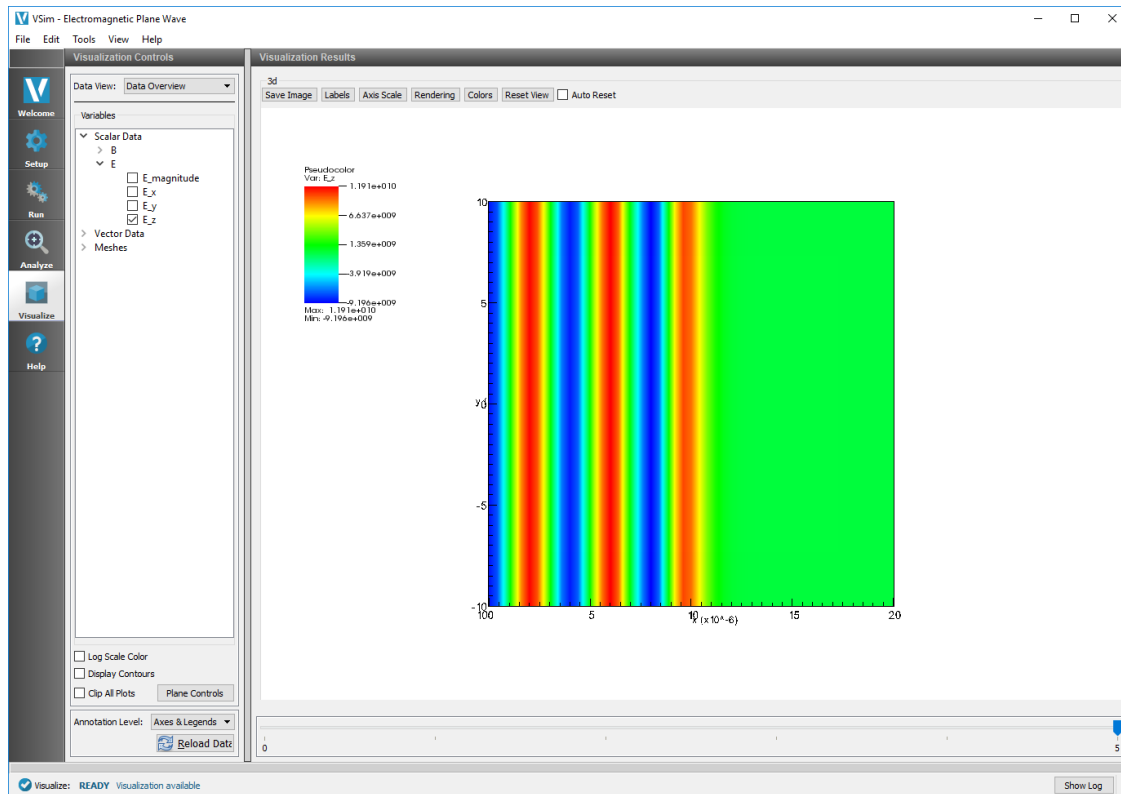 VSim - Electromagnetic Plane Wave
File Edit Tools View Help
Visualization Controls
Visualization Results
Welcome
Setup
Run
Analyze
Visualize
Help
Data View: Data Overview
Variables
Scalar Data
B
E
E_magnitude
E_x
E_y
E_z
Vector Data
Meshes
Log Scale Color
Display Contours
Clip All Plots Plane Controls
Annotation Level: Axes & Legends
Reload Data
3d
Save Image Labels Axis Scale Rendering Colors Reset View Auto Reset
Pseudocolor
Var: E_z
1.191e+010
6.637e+009
1.359e+009
-3.919e+009
-9.196e+009
Max: 1.191e+010
Min: -9.196e+009
10
5
0
-5
-10
5 10 15 20
x (x10^-6)
0 5
Visualize: READY Visualization available
Show Log